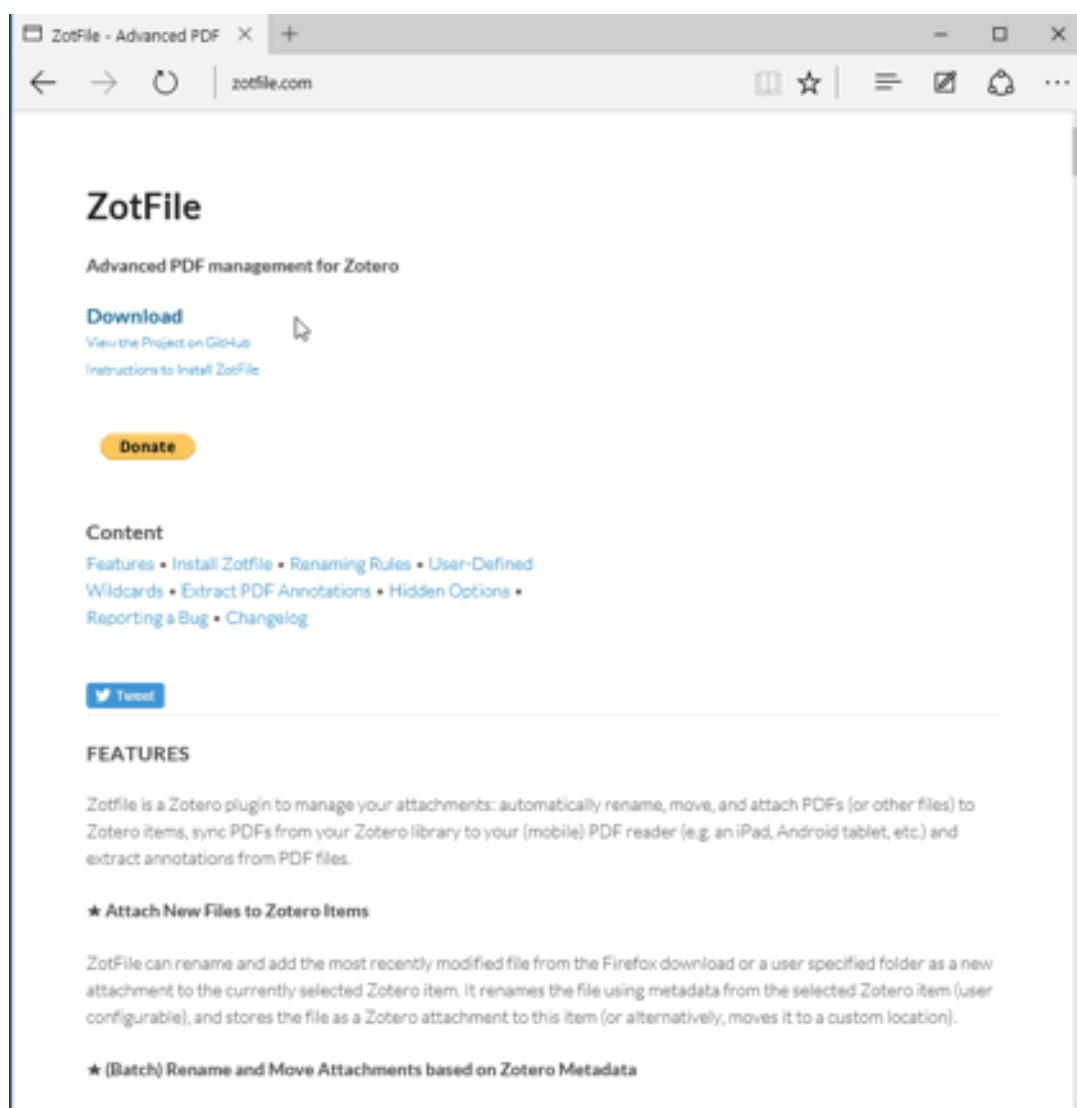 ZotFile - Advanced PDF
zotfile.com
ZotFile
Advanced PDF management for Zotero
Download
View the Project on GitHub
Instructions to Install ZotFile
Donate
Content
Features • Install Zotfile • Renaming Rules • User-Defined
Wildcards • Extract PDF Annotations • Hidden Options •
Reporting a Bug • Changelog
Tweet
FEATURES
Zotfile is a Zotero plugin to manage your attachments: automatically rename, move, and attach PDFs (or other files) to
Zotero items, sync PDFs from your Zotero library to your (mobile) PDF reader (e.g. an iPad, Android tablet, etc.) and
extract annotations from PDF files.
★ Attach New Files to Zotero Items
ZotFile can rename and add the most recently modified file from the Firefox download or a user specified folder as a new
attachment to the currently selected Zotero item. It renames the file using metadata from the selected Zotero item (user
configurable), and stores the file as a Zotero attachment to this item (or alternatively, moves it to a custom location).
★ (Batch) Rename and Move Attachments based on Zotero Metadata